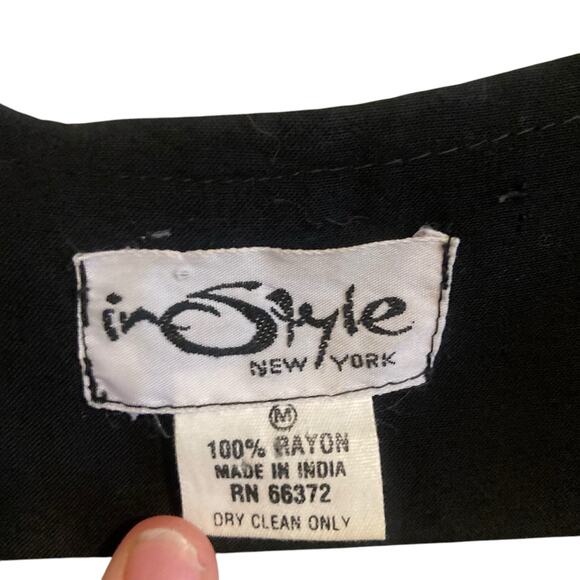 inStyle
NEW YORK
M
100% RAYON
MADE IN INDIA
RN 66372
DRY CLEAN ONLY